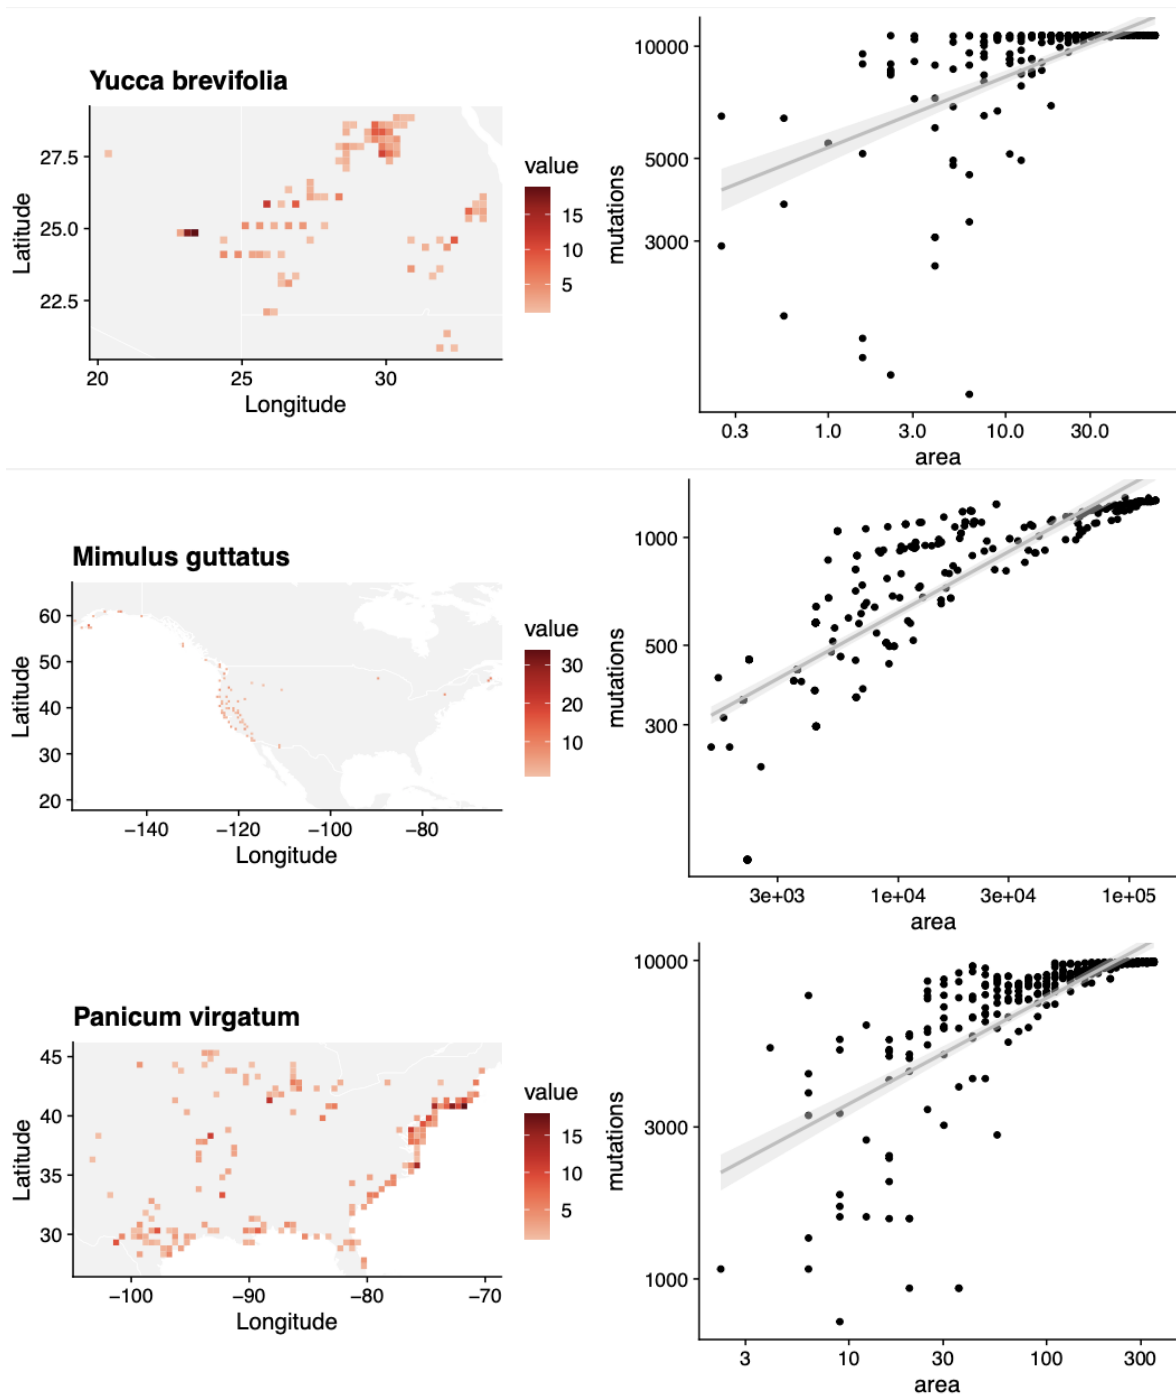 Yucca brevifolia
27.5
25.0
22.5
Latitude
20
25
30
Longitude
value
15
10
5
10000
5000
3000
mutations
0.3
1.0
3.0
10.0
30.0
area
Mimulus guttatus
60
50
40
30
20
Latitude
−140
−120
−100
−80
Longitude
value
30
20
10
1000
500
300
mutations
3e+03
1e+04
3e+04
1e+05
area
Panicum virgatum
45
40
35
30
Latitude
−100
−90
−80
−70
Longitude
value
15
10
5
10000
3000
1000
mutations
3
10
30
100
300
area